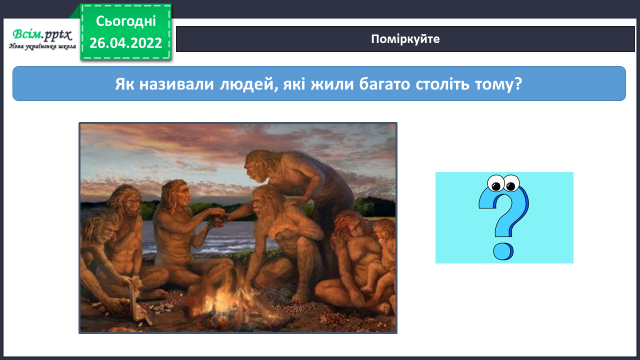 Всім.pptx
Нова українська школа
Сьогодні
26.04.2022
Поміркуйте
Як називали людей, які жили багато століть тому?
?